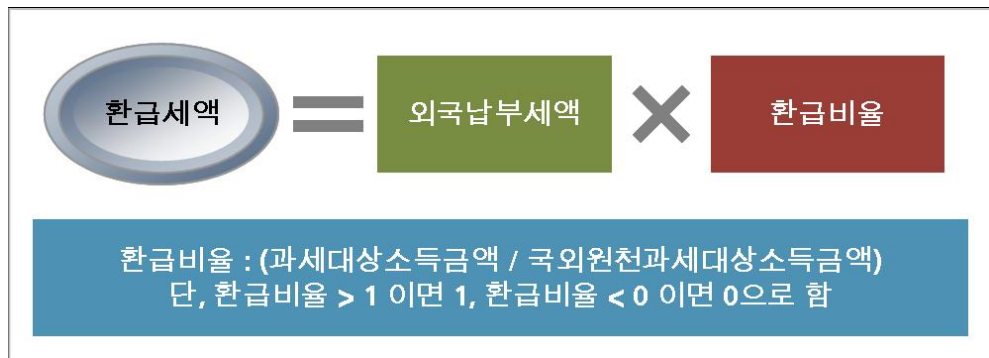 환급세액 = 외국납부세액 × 환급비율
환급비율 : (과세대상소득금액 / 국외원천과세대상소득금액)
단, 환급비율 > 1 이면 1, 환급비율 < 0 이면 0으로 함